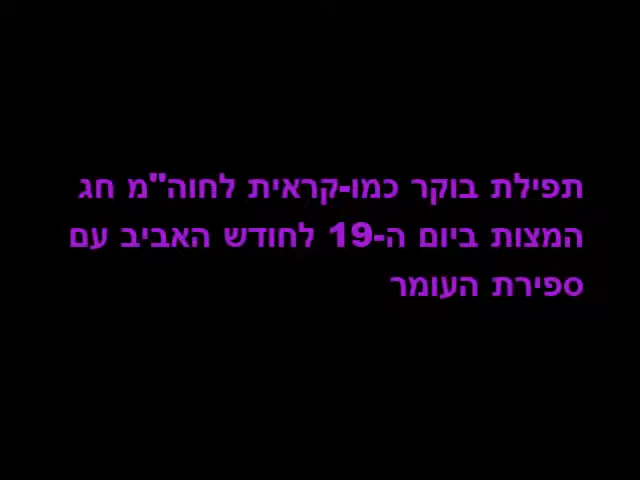 תפילת בוקר כמו-קראית לחוה"מ חג
המצות ביום ה-19 לחודש האביב עם
ספירת העומר